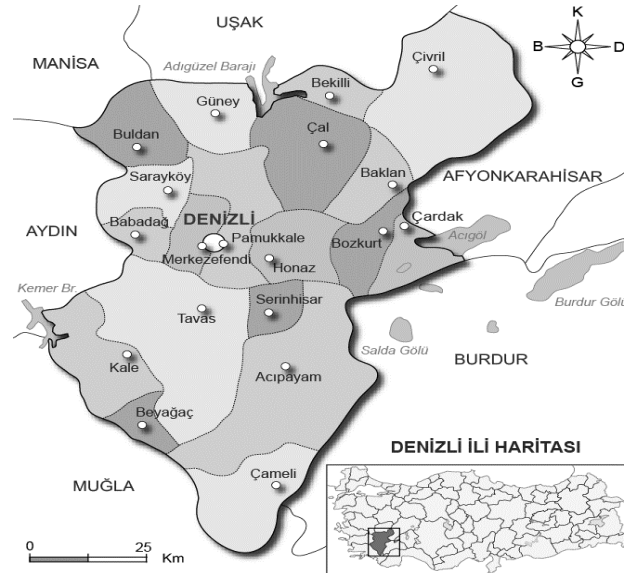 UŞAK
K
B
D
G
MANİSA
Adıgüzel Barajı
Çivril
Bekilli
Güney
Buldan
Çal
Sarayköy
Baklan
AFYONKARAHİSAR
Babadağ
DENİZLİ
Çardak
AYDIN
Pamukkale
Bozkurt
Acıgöl
Merkezefendi
Honaz
Kemer Br.
Serinhisar
Burdur Gölü
Tavas
Salda Gölü
BURDUR
Kale
Acıpayam
Beyağaç
DENİZLİ İLİ HARİTASI
Çameli
MUĞLA
0 25
Km